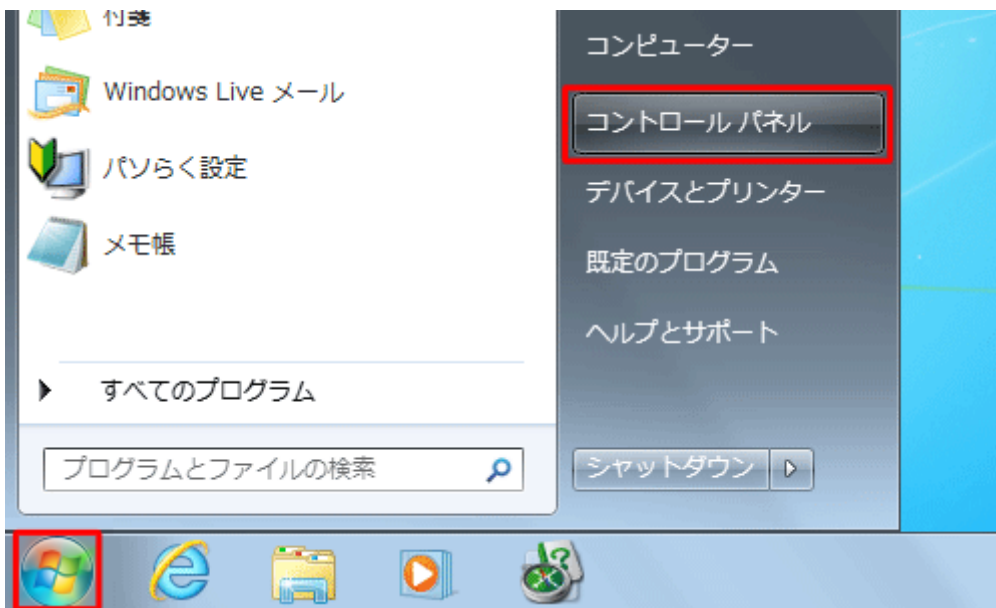 付箋
Windows Live メール
パソらく設定
メモ帳
すべてのプログラム
プログラムとファイルの検索
コンピューター
コントロール パネル
デバイスとプリンター
既定のプログラム
ヘルプとサポート
シャットダウン